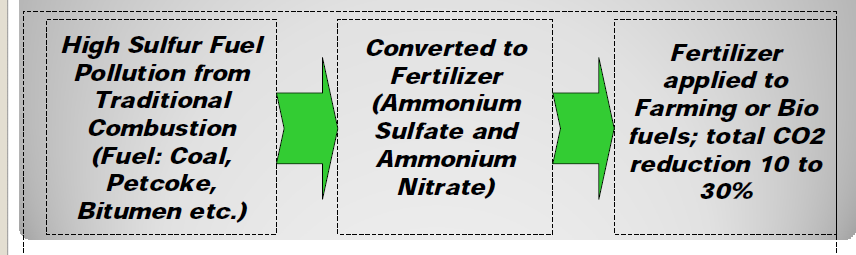 High Sulfur Fuel
Pollution from
Traditional
Combustion
(Fuel: Coal,
Petcoke,
Bitumen etc.)
Converted to
Fertilizer
(Ammonium
Sulfate and
Ammonium
Nitrate)
Fertilizer
applied to
Farming or Bio
fuels; total CO2
reduction 10 to
30%